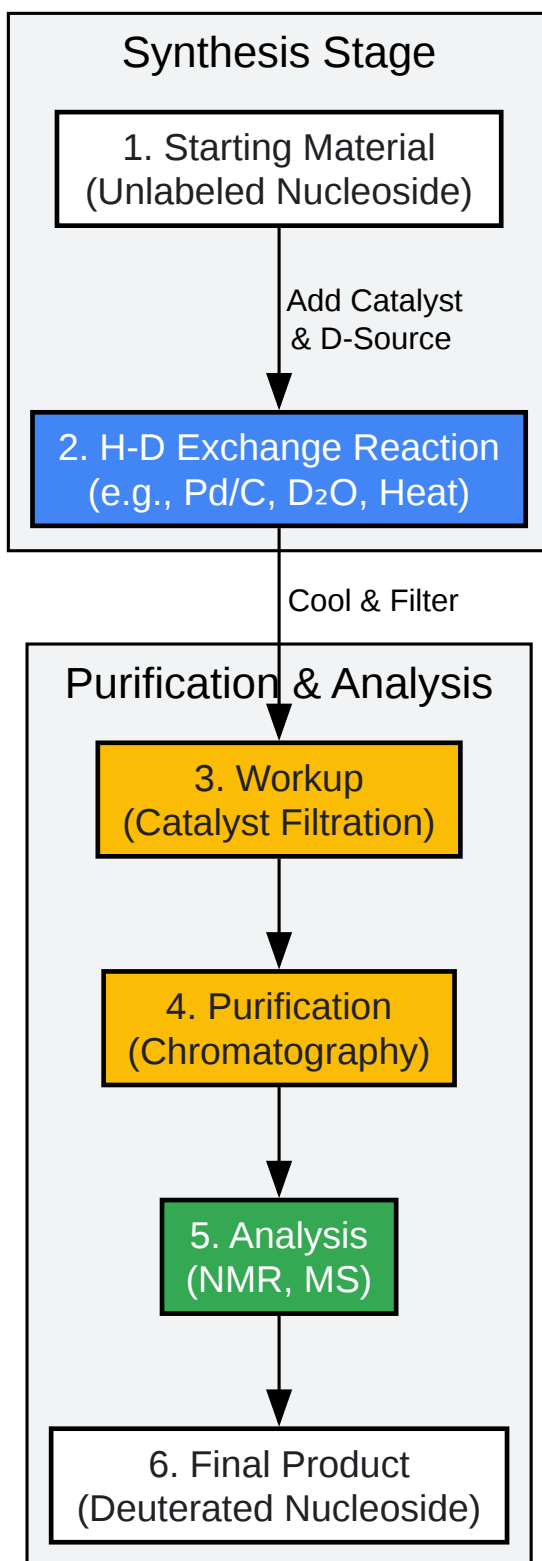 Synthesis Stage
1. Starting Material
(Unlabeled Nucleoside)
Add Catalyst
& D-Source
2. H-D Exchange Reaction
(e.g., Pd/C, D₂O, Heat)
Cool & Filter
Purification & Analysis
3. Workup
(Catalyst Filtration)
4. Purification
(Chromatography)
5. Analysis
(NMR, MS)
6. Final Product
(Deuterated Nucleoside)